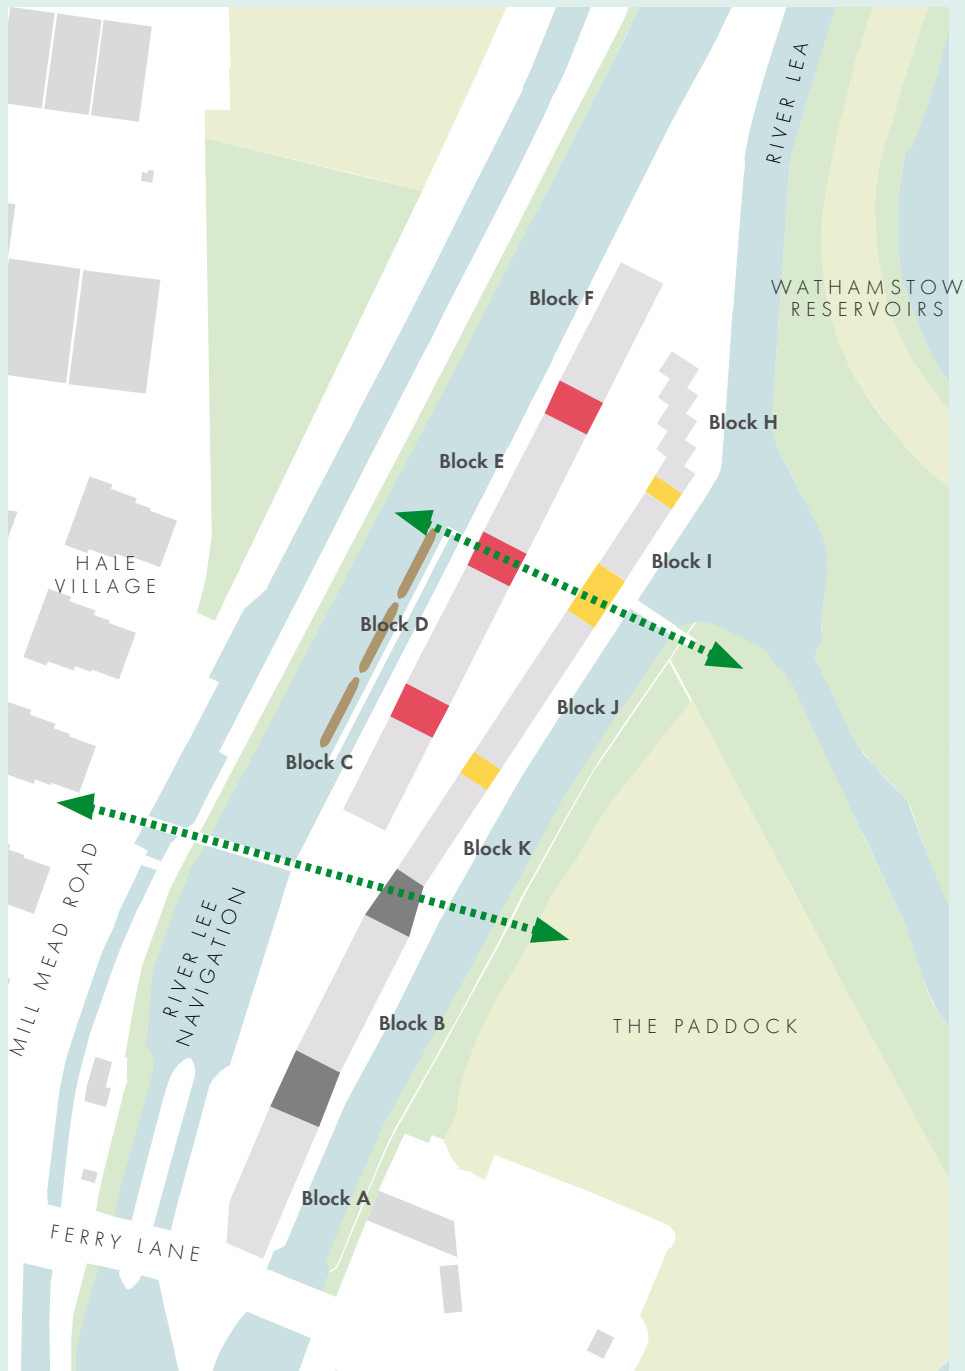 RIVER LEA
WATHAMSTOW
RESERVOIRS
Block F
Block H
Block E
Block I
HALE
VILLAGE
Block D
Block J
Block C
Block K
MILL MEAD ROAD
RIVER LEE
NAVIGATION
Block B
THE PADDOCK
Block A
FERRY LANE